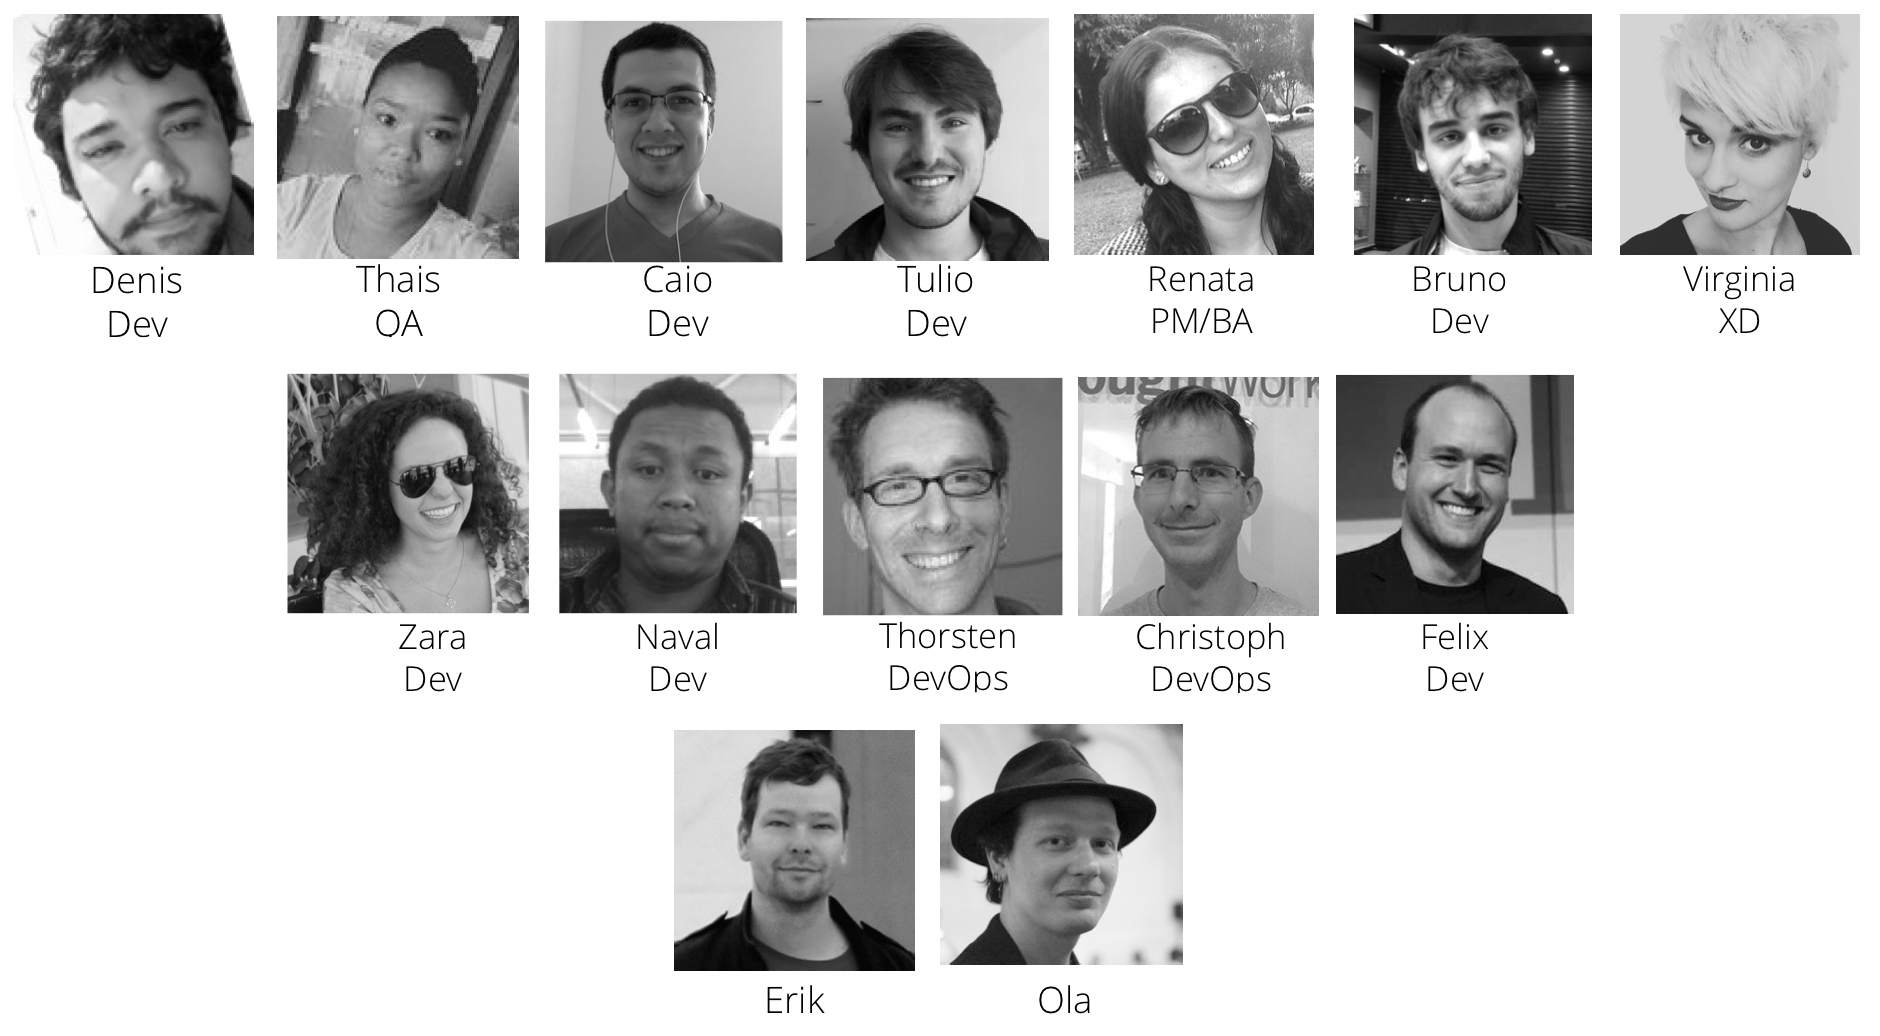 Denis
Dev
Thais
QA
Caio
Dev
Tulio
Dev
Renata
PM/BA
Bruno
Dev
Virginia
XD
oughtWork
Zara
Dev
Naval
Dev
Thorsten
DevOps
Christoph
DevOps
Felix
Dev
Erik
Ola